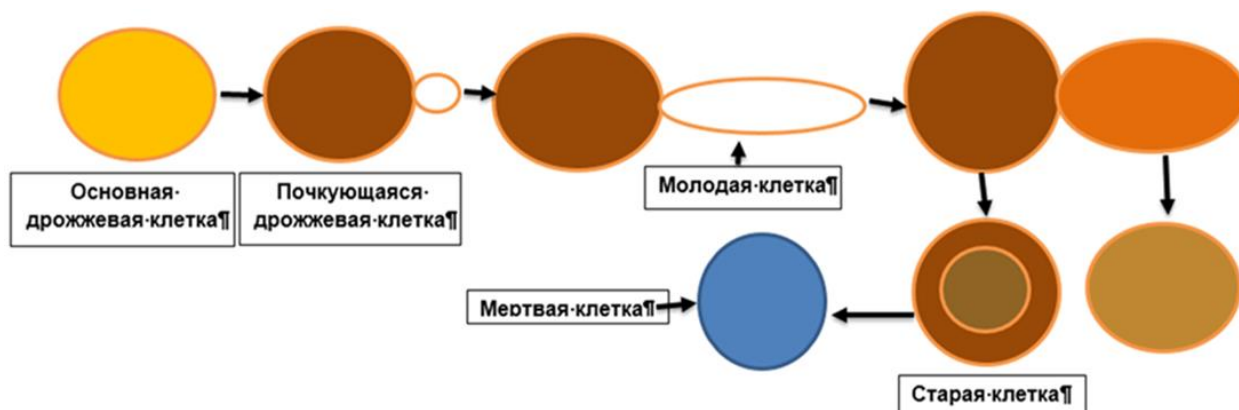 Основная·
дрожжевая·клетка¶
Почкующаяся·
дрожжевая·клетка¶
Молодая·клетка¶
Мертвая·клетка¶
Старая·клетка¶